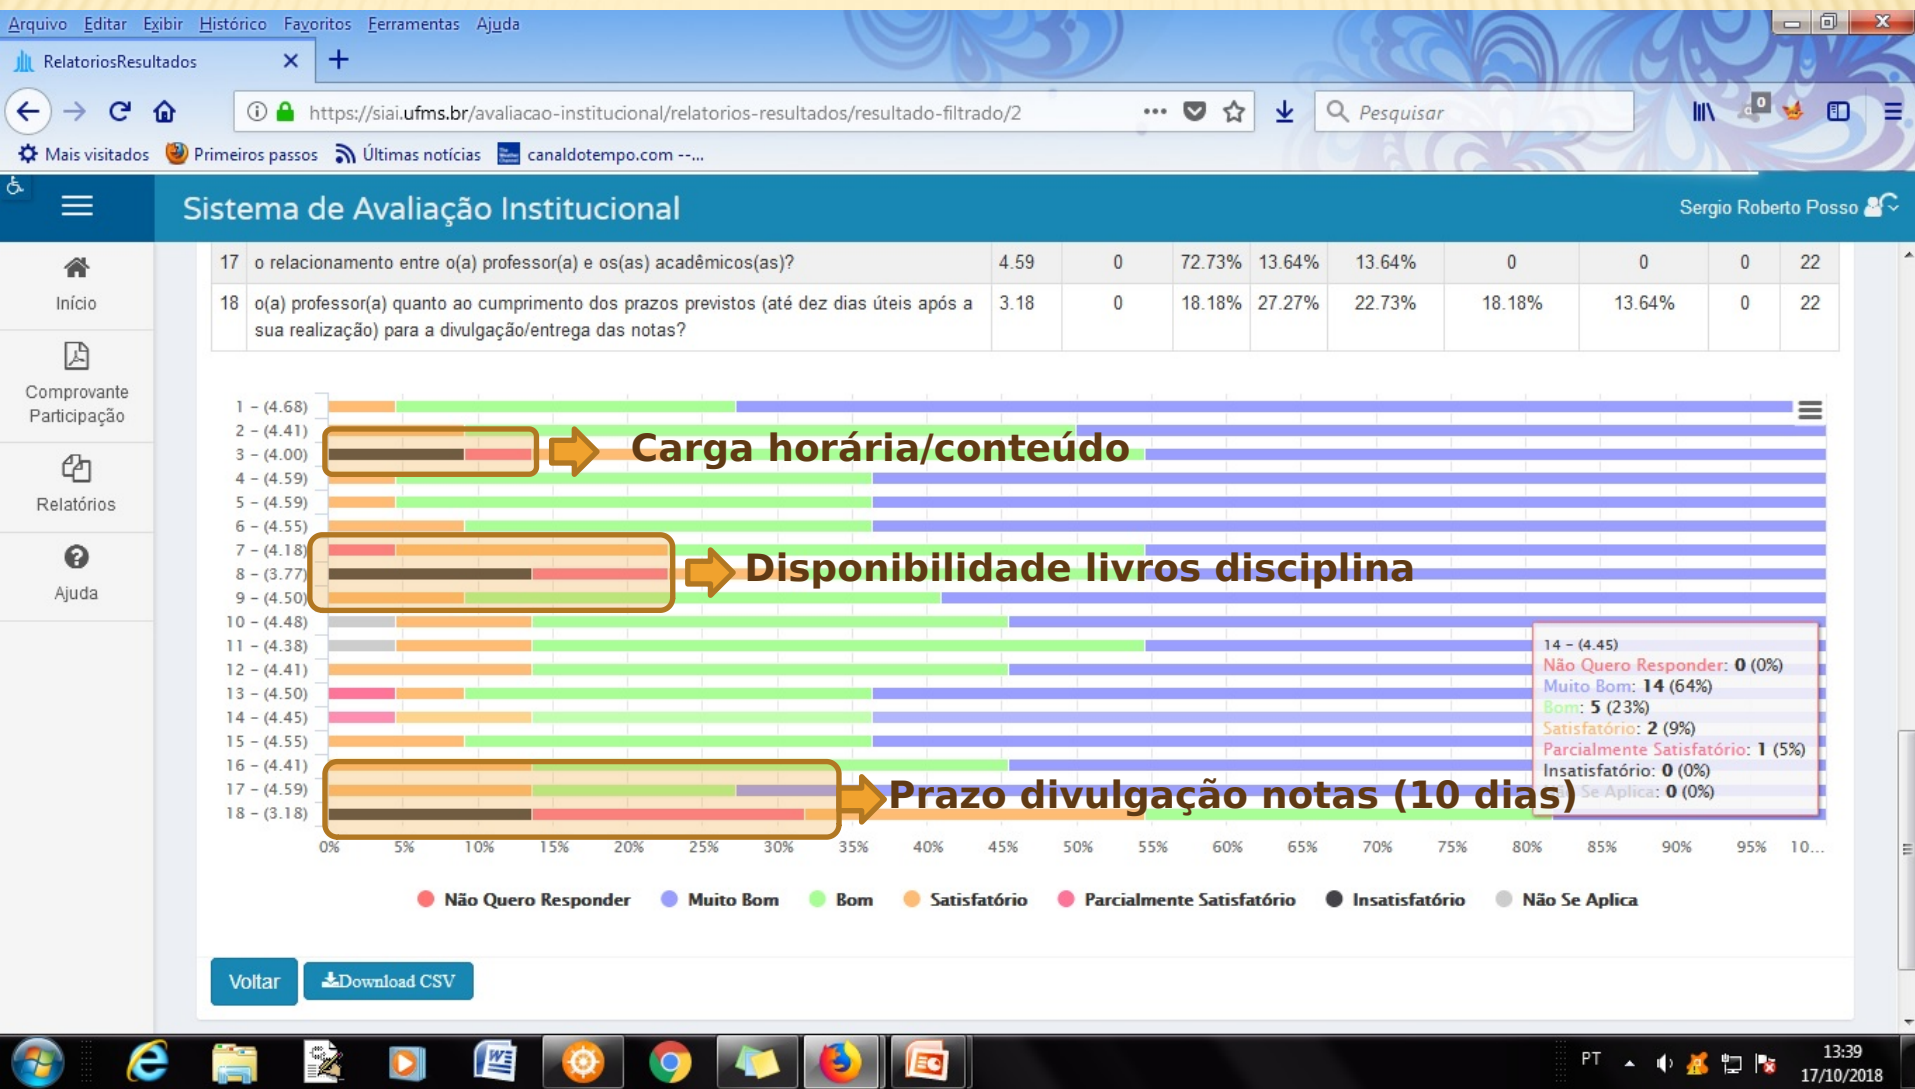 Arquivo Editar Exibir Histórico Favoritos Ferramentas Ajuda
RelatoriosResultados
https://siai.ufms.br/avaliacao-institucional/relatorios-resultados/resultado-filtrado/2
Pesquisar
0
Mais visitados Primeiros passos Últimas notícias canaldotempo.com --...
Sistema de Avaliação Institucional
Sergio Roberto Posso
Início
Comprovante
Participação
Relatórios
Ajuda
17 o relacionamento entre o(a) professor(a) e os(as) acadêmicos(as)? 4.59 0 72.73% 13.64% 13.64% 0 0 0 22
18 o(a) professor(a) quanto ao cumprimento dos prazos previstos (até dez dias úteis após a 3.18 0 18.18% 27.27% 22.73% 18.18% 13.64% 0 22
sua realização) para a divulgação/entrega das notas?
1 - (4.68)
2 - (4.41)
Carga horária/conteúdo
3 - (4.00)
4 - (4.59)
5 - (4.59)
6 - (4.55)
7 - (4.18)
Disponibilidade livros disciplina
8 - (3.77)
9 - (4.50)
10 - (4.48)
11 - (4.38)
12 - (4.41)
13 - (4.50)
14 - (4.45)
15 - (4.55)
16 - (4.41)
17 - (4.59)
Prazo divulgação notas (10 dias)
18 - (3.18)
14 - (4.45)
Não Quero Responder: 0 (0%)
Muito Bom: 14 (64%)
Bom: 5 (23%)
Satisfatório: 2 (9%)
Parcialmente Satisfatório: 1 (5%)
Insatisfatório: 0 (0%)
Se Aplica: 0 (0%)
0% 5% 10% 15% 20% 25% 30% 35% 40% 45% 50% 55% 60% 65% 70% 75% 80% 85% 90% 95% 10...
Não Quero Responder Muito Bom Bom Satisfatório Parcialmente Satisfatório Insatisfatório Não Se Aplica
Voltar Download CSV
PT
13:39
17/10/2018